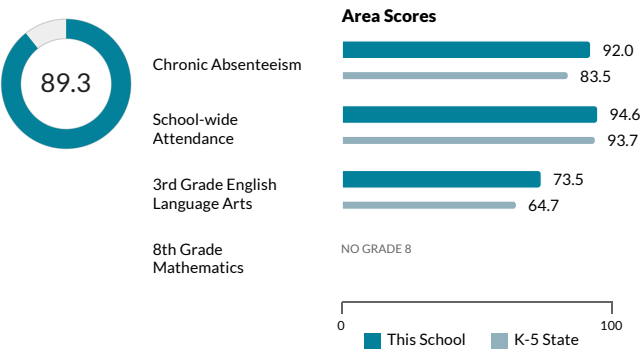 Area Scores
89.3
Chronic Absenteeism
92.0
83.5
School-wide
Attendance
94.6
93.7
3rd Grade English
Language Arts
73.5
64.7
8th Grade
Mathematics
NO GRADE 8
0
100
This School
K-5 State